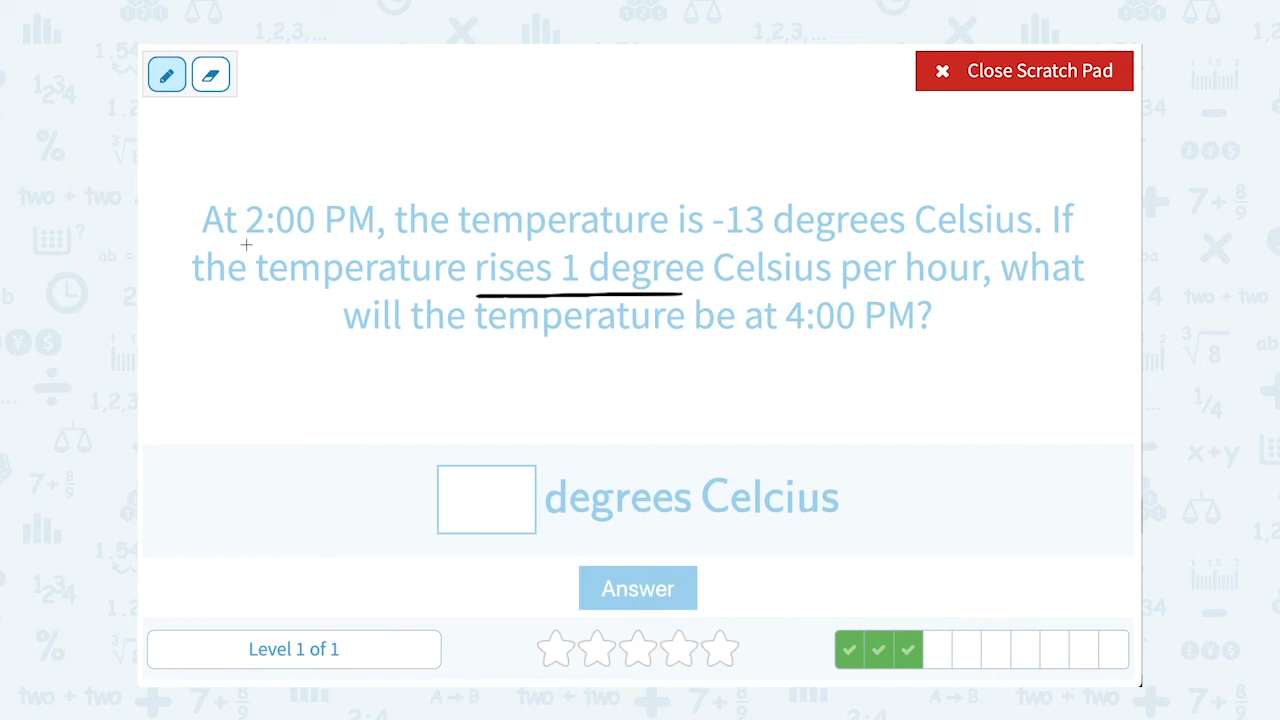 Close Scratch Pad
At 2:00 PM, the temperature is -13 degrees Celsius. If
the temperature rises 1 degree Celsius per hour, what
will the temperature be at 4:00 PM?
degrees Celcius
Answer
Level 1 of 1